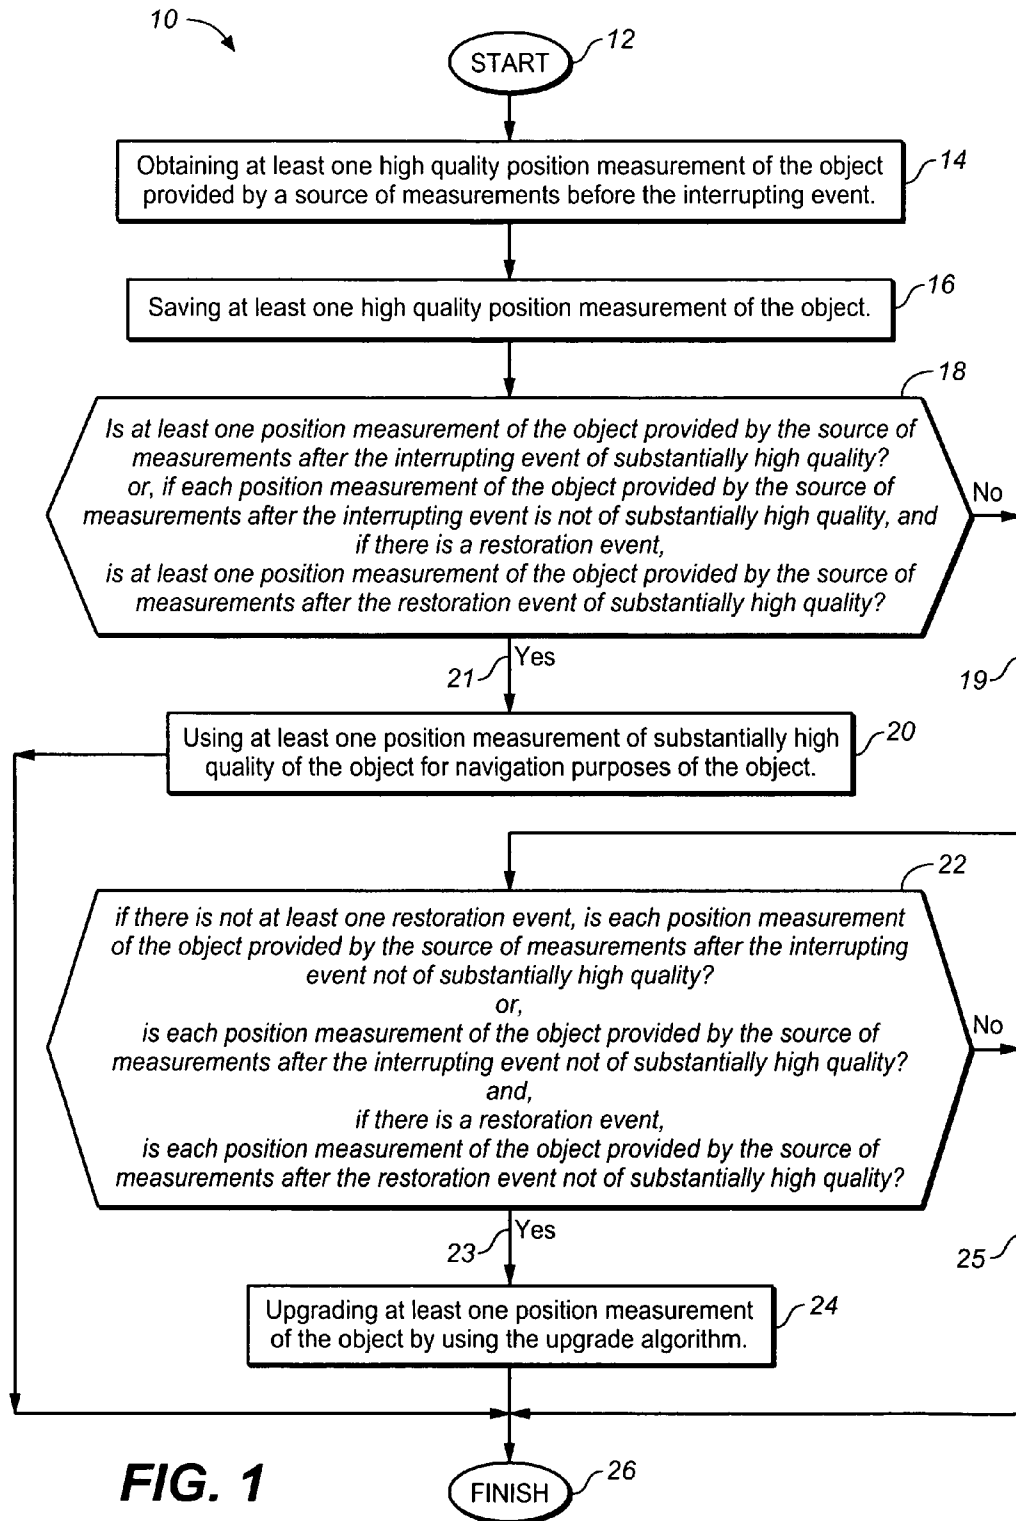 10
START
12
Obtaining at least one high quality position measurement of the object
provided by a source of measurements before the interrupting event.
14
Saving at least one high quality position measurement of the object.
16
18
Is at least one position measurement of the object provided by the source of
measurements after the interrupting event of substantially high quality?
or, if each position measurement of the object provided by the source of
measurements after the interrupting event is not of substantially high quality, and
if there is a restoration event,
is at least one position measurement of the object provided by the source of
measurements after the restoration event of substantially high quality?
No
21
Yes
19
Using at least one position measurement of substantially high
quality of the object for navigation purposes of the object.
20
22
if there is not at least one restoration event, is each position measurement
of the object provided by the source of measurements after the interrupting
event not of substantially high quality?
or,
is each position measurement of the object provided by the source of
measurements after the interrupting event not of substantially high quality?
and,
if there is a restoration event,
is each position measurement of the object provided by the source of
measurements after the restoration event not of substantially high quality?
No
23
Yes
25
Upgrading at least one position measurement
of the object by using the upgrade algorithm.
24
FIG. 1
FINISH
26